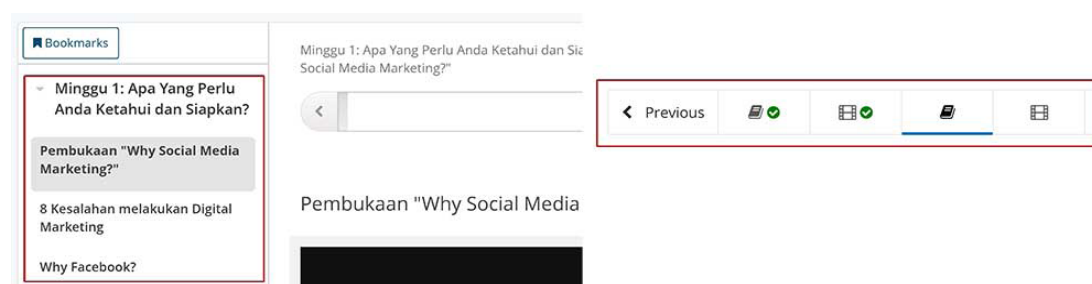 Bookmarks
Minggu 1: Apa Yang Perlu
Anda Ketahui dan Siapkan?
Pembukaan "Why Social Media
Marketing?"
8 Kesalahan melakukan Digital
Marketing
Why Facebook?
Minggu 1: Apa Yang Perlu Anda Ketahui dan
Social Media Marketing?"
Pembukaan "Why Social Media
Previous